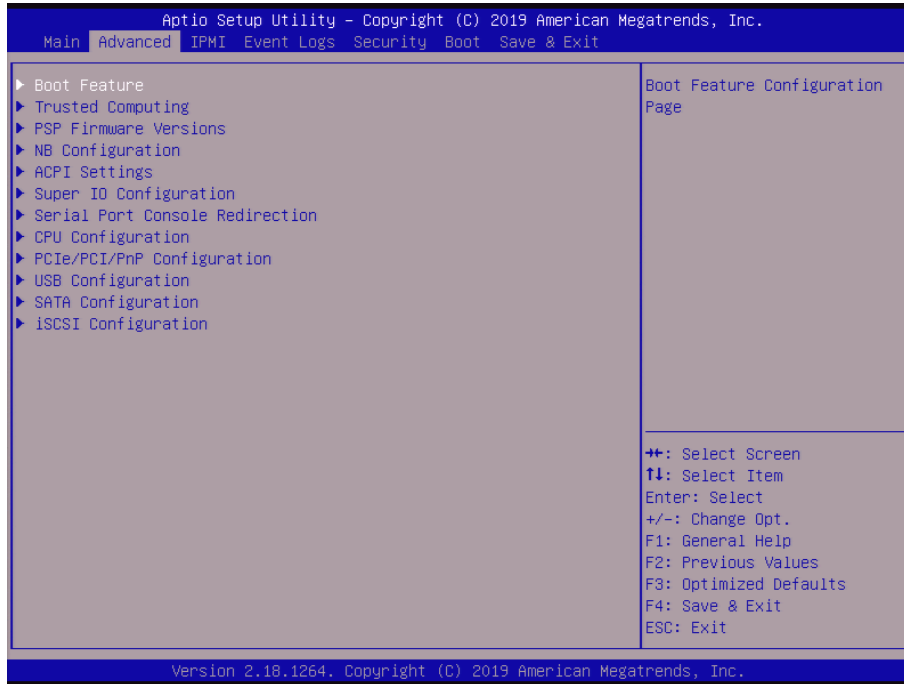 Aptio Setup Utility – Copyright (C) 2019 American Megatrends, Inc.
Main Advanced IPMI Event Logs Security Boot Save & Exit
▶ Boot Feature
▶ Trusted Computing
▶ PSP Firmware Versions
▶ NB Configuration
▶ ACPI Settings
▶ Super IO Configuration
▶ Serial Port Console Redirection
▶ CPU Configuration
▶ PCIe/PCI/PnP Configuration
▶ USB Configuration
▶ SATA Configuration
▶ iSCSI Configuration
Boot Feature Configuration
Page
→←: Select Screen
↑↓: Select Item
Enter: Select
+/-: Change Opt.
F1: General Help
F2: Previous Values
F3: Optimized Defaults
F4: Save & Exit
ESC: Exit
Version 2.18.1264. Copyright (C) 2019 American Megatrends, Inc.